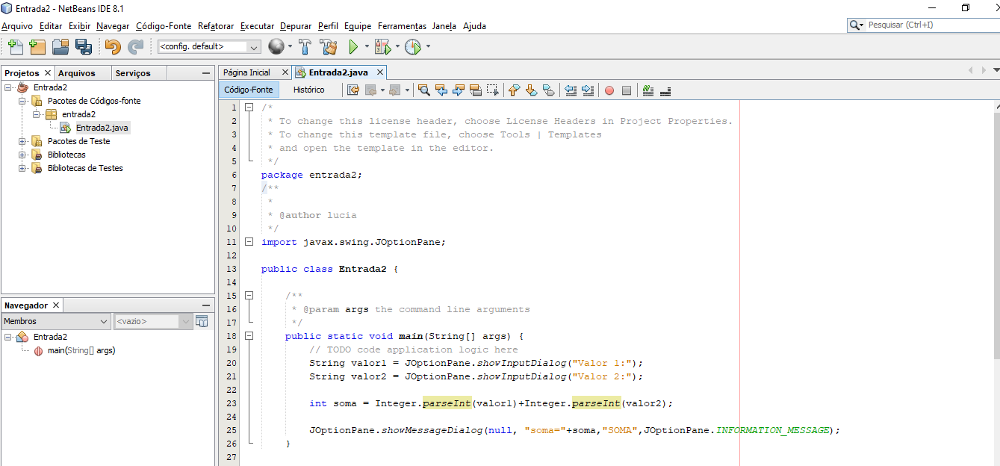 Entrada2 - NetBeans IDE 8.1
Arquivo Editar Exibir Navegar Código-Fonte Refatorar Executar Depurar Perfil Equipe Ferramentas Janela Ajuda
Pesquisar (Ctrl+I)
<config. default>
Projetos Arquivos Serviços
Entrada2
Pacotes de Códigos-fonte
entrada2
Entrada2.java
Pacotes de Teste
Bibliotecas
Bibliotecas de Testes
Navegador
Membros <vazio>
Entrada2
main(String[] args)
Página Inicial Entrada2.java
Código-Fonte Histórico
1 /*
2 * To change this license header, choose License Headers in Project Properties.
3 * To change this template file, choose Tools | Templates
4 * and open the template in the editor.
5 */
6 package entrada2;
7 /**
8 *
9 * @author lucia
10 */
11 import javax.swing.JOptionPane;
12
13 public class Entrada2 {
14
15 /**
16 * @param args the command line arguments
17 */
18 public static void main(String[] args) {
19 // TODO code application logic here
20 String valor1 = JOptionPane.showInputDialog("Valor 1:");
21 String valor2 = JOptionPane.showInputDialog("Valor 2:");
22
23 int soma = Integer.parseInt(valor1)+Integer.parseInt(valor2);
24
25 JOptionPane.showMessageDialog(null, "soma="+soma,"SOMA",JOptionPane.INFORMATION_MESSAGE);
26 }
27